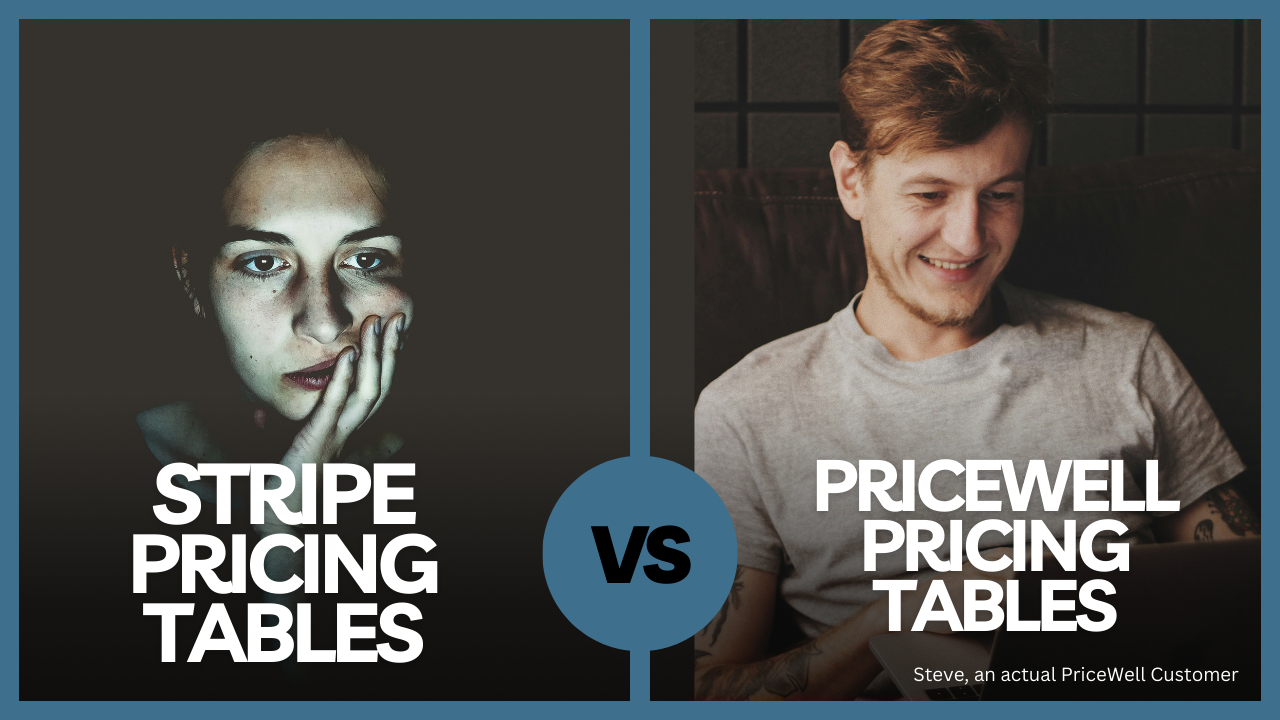 STRIPE
PRICING
TABLES
VS
PRICEWELL
PRICING
TABLES
Steve, an actual PriceWell Customer